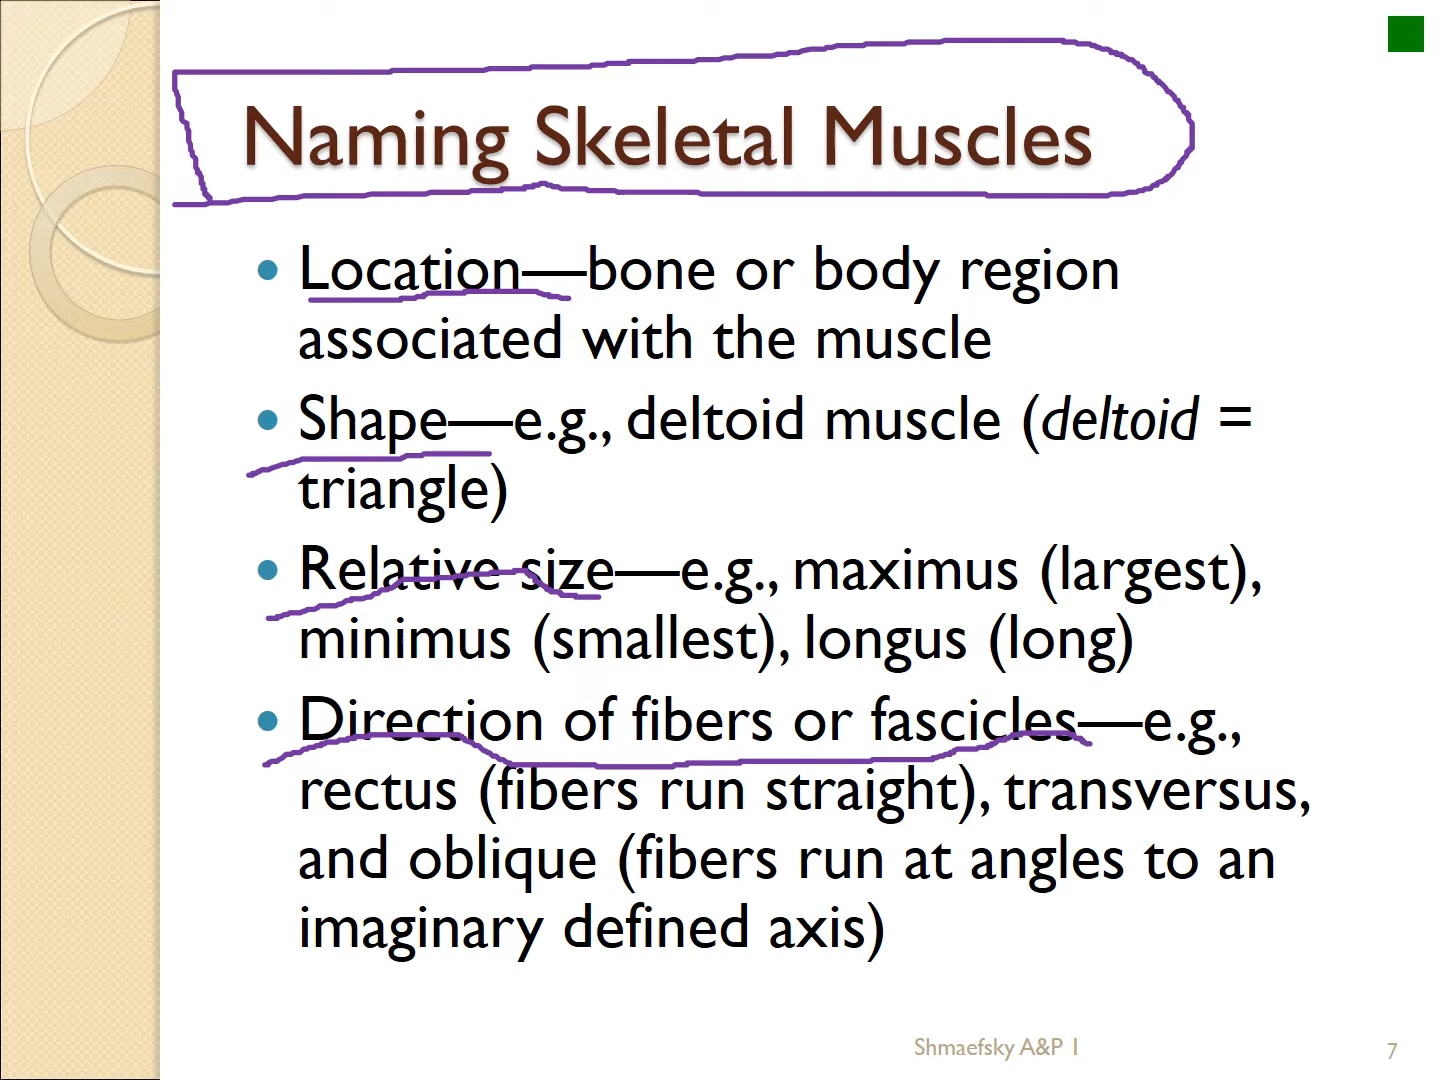 Naming Skeletal Muscles
• Location—bone or body region
associated with the muscle
• Shape—e.g., deltoid muscle (deltoid =
triangle)
• Relative size—e.g., maximus (largest),
minimus (smallest), longus (long)
• Direction of fibers or fascicles—e.g.,
rectus (fibers run straight), transversus,
and oblique (fibers run at angles to an
imaginary defined axis)
Shmaefsky A&P 1
7